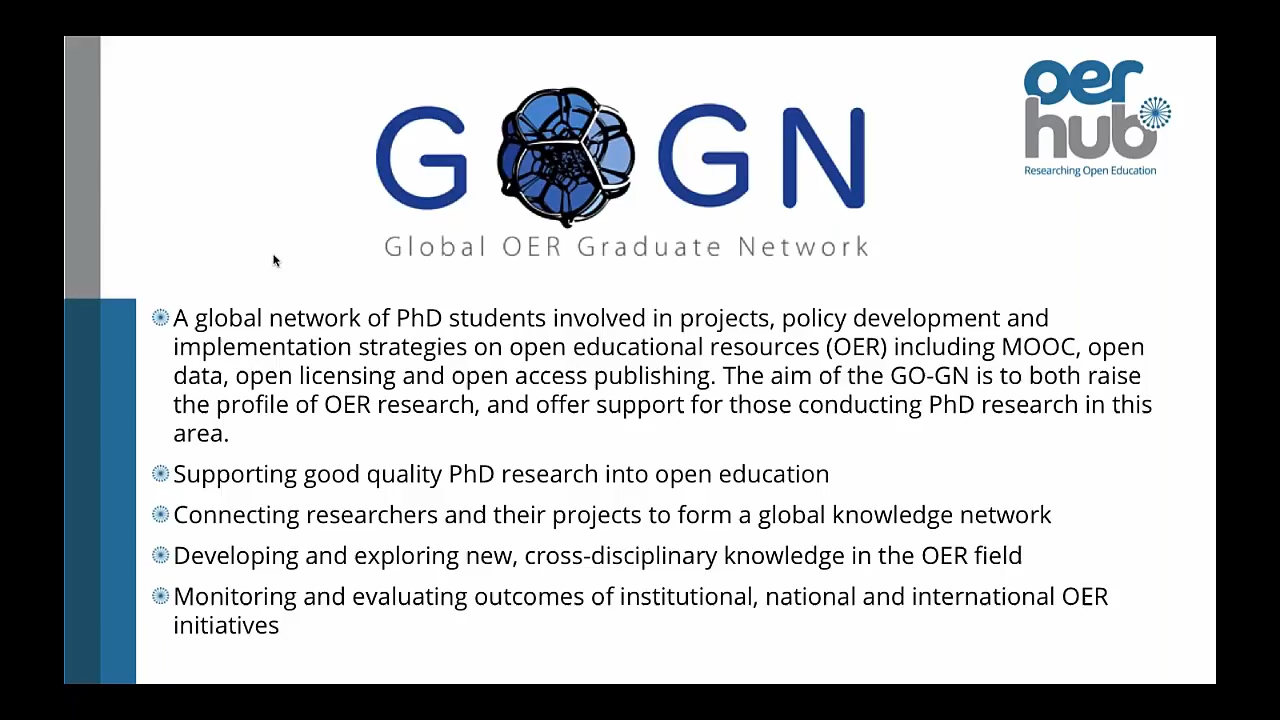 GOGN
Global OER Graduate Network
oer
hub
Researching Open Education
A global network of PhD students involved in projects, policy development and
implementation strategies on open educational resources (OER) including MOOC, open
data, open licensing and open access publishing. The aim of the GO-GN is to both raise
the profile of OER research, and offer support for those conducting PhD research in this
area.
Supporting good quality PhD research into open education
Connecting researchers and their projects to form a global knowledge network
Developing and exploring new, cross-disciplinary knowledge in the OER field
Monitoring and evaluating outcomes of institutional, national and international OER
initiatives